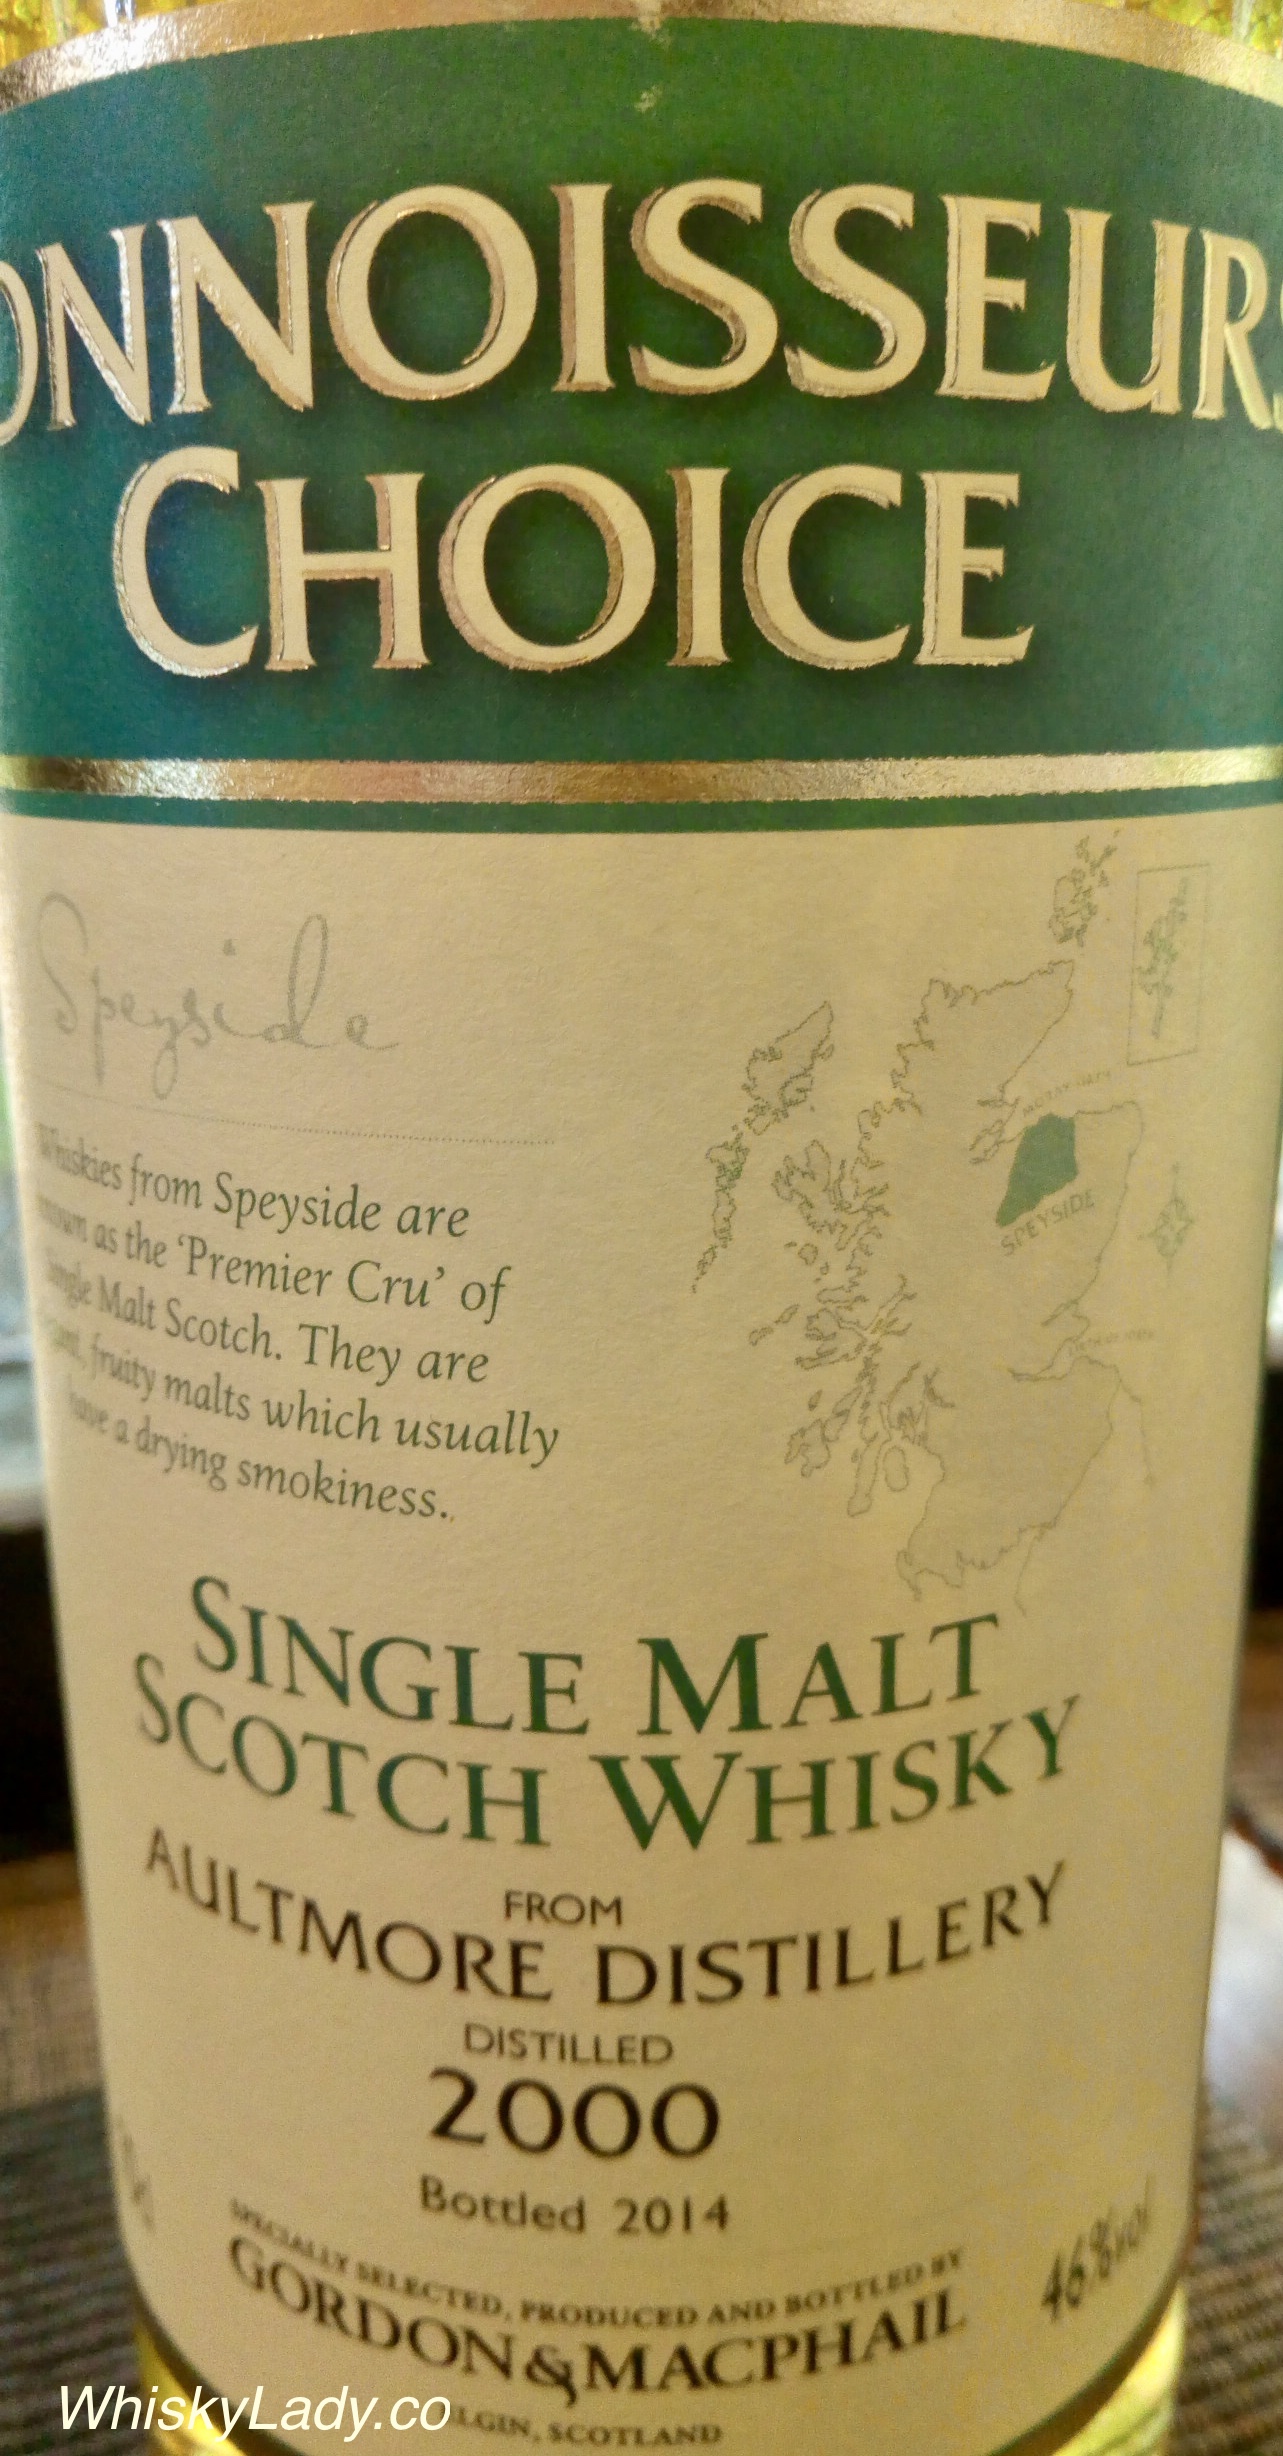 ONNOISSEURS
CHOICE
Speyside
MORAY FIRTH
SPEYSIDE
Whiskies from Speyside are
known as the ‘Premier Cru’ of
Single Malt Scotch. They are
fruity malts which usually
have a drying smokiness.
SINGLE MALT
SCOTCH WHISKY
FROM
AULTMORE DISTILLERY
DISTILLED
2000
Bottled 2014
SPECIALLY SELECTED, PRODUCED AND BOTTLED BY
GORDON & MACPHAIL
46%vol
ELGIN, SCOTLAND
WhiskyLady.co